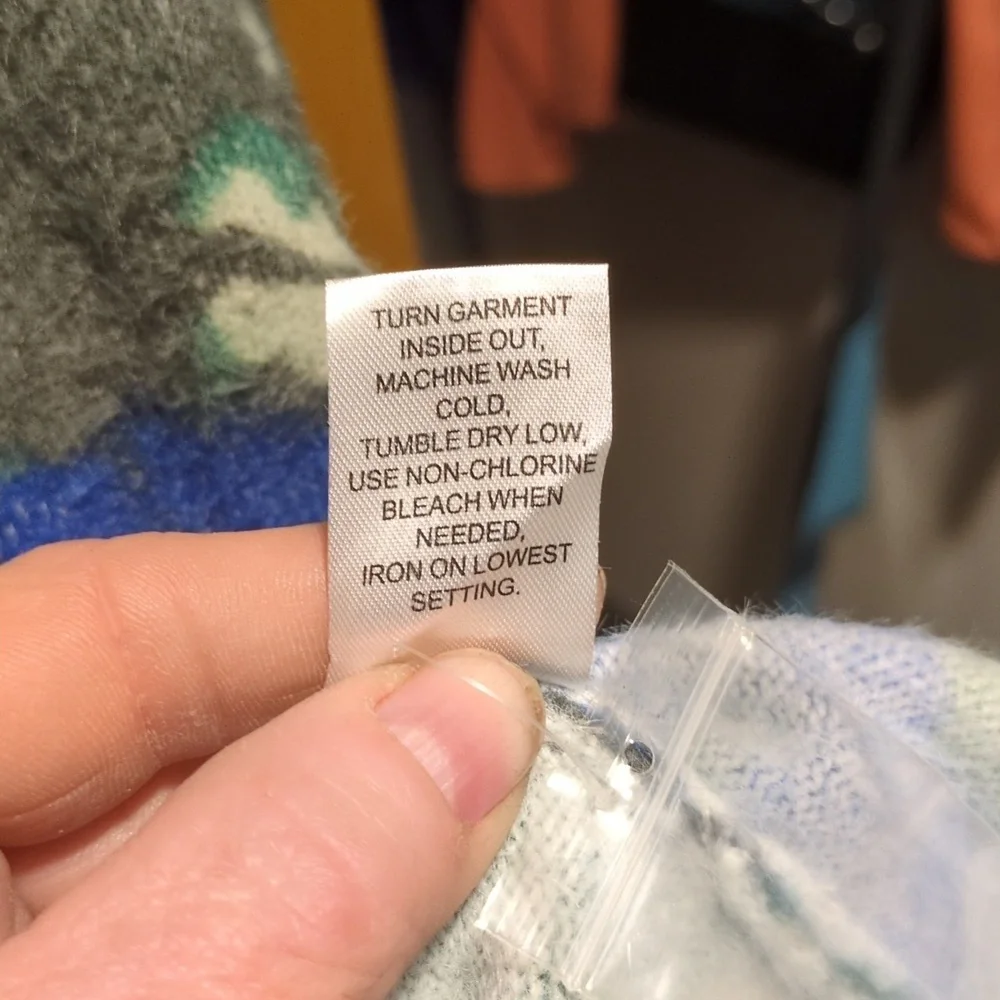 TURN GARMENT
INSIDE OUT,
MACHINE WASH
COLD,
TUMBLE DRY LOW,
USE NON-CHLORINE
BLEACH WHEN
NEEDED,
IRON ON LOWEST
SETTING.